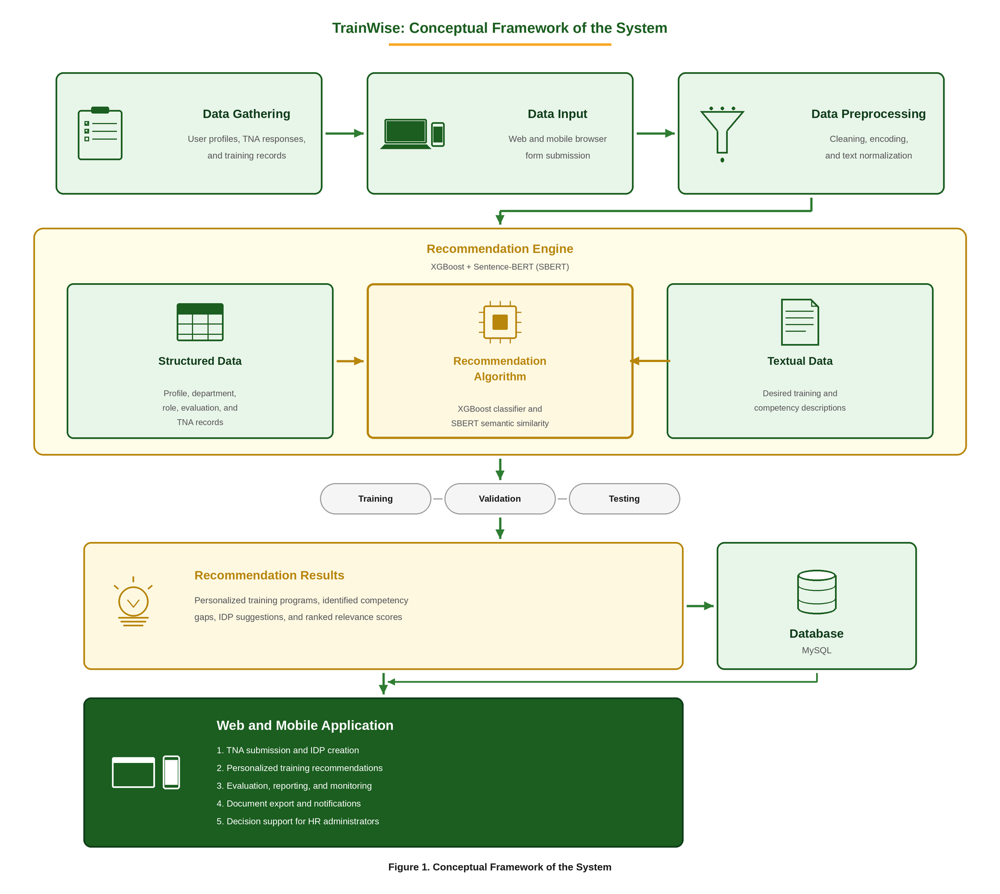 TrainWise: Conceptual Framework of the System
Data Gathering
User profiles, TNA responses,
and training records
Data Input
Web and mobile browser
form submission
Data Preprocessing
Cleaning, encoding,
and text normalization
Recommendation Engine
XGBoost + Sentence-BERT (SBERT)
Structured Data
Profile, department,
role, evaluation, and
TNA records
Recommendation
Algorithm
XGBoost classifier and
SBERT semantic similarity
Textual Data
Desired training and
competency descriptions
Training
Validation
Testing
Recommendation Results
Personalized training programs, identified competency
gaps, IDP suggestions, and ranked relevance scores
Database
MySQL
Web and Mobile Application
1. TNA submission and IDP creation
2. Personalized training recommendations
3. Evaluation, reporting, and monitoring
4. Document export and notifications
5. Decision support for HR administrators
Figure 1. Conceptual Framework of the System